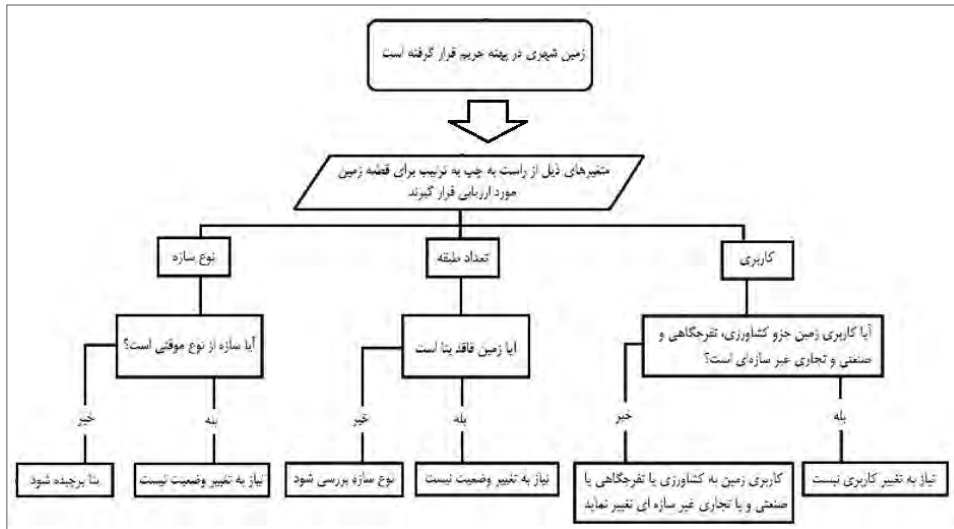 زمین شهری در پهنه حریم قرار گرفته است
متغیرهای ذیل از راست به چپ به ترتیب برای قطعه زمین
مورد ارزیابی قرار گیرند
کاربری
تعداد طبقه
نوع سازه
آیا کاربری زمین جزو کشاورزی، تفرجگاهی و
صنعتی و تجاری غیر سازه‌ای است؟
ایا زمین فاقد بنا است
آیا سازه از نوع موقتی است؟
بله
خیر
بله
خیر
بله
خیر
نیاز به تغییر کاربری نیست
کاربری زمین به کشاورزی یا تفرجگاهی یا
صنعتی و یا تجاری غیر سازه ای تغییر نماید
نیاز به تغییر وضعیت نیست
نوع سازه بررسی شود
نیاز به تغییر وضعیت نیست
بنا برچیده شود